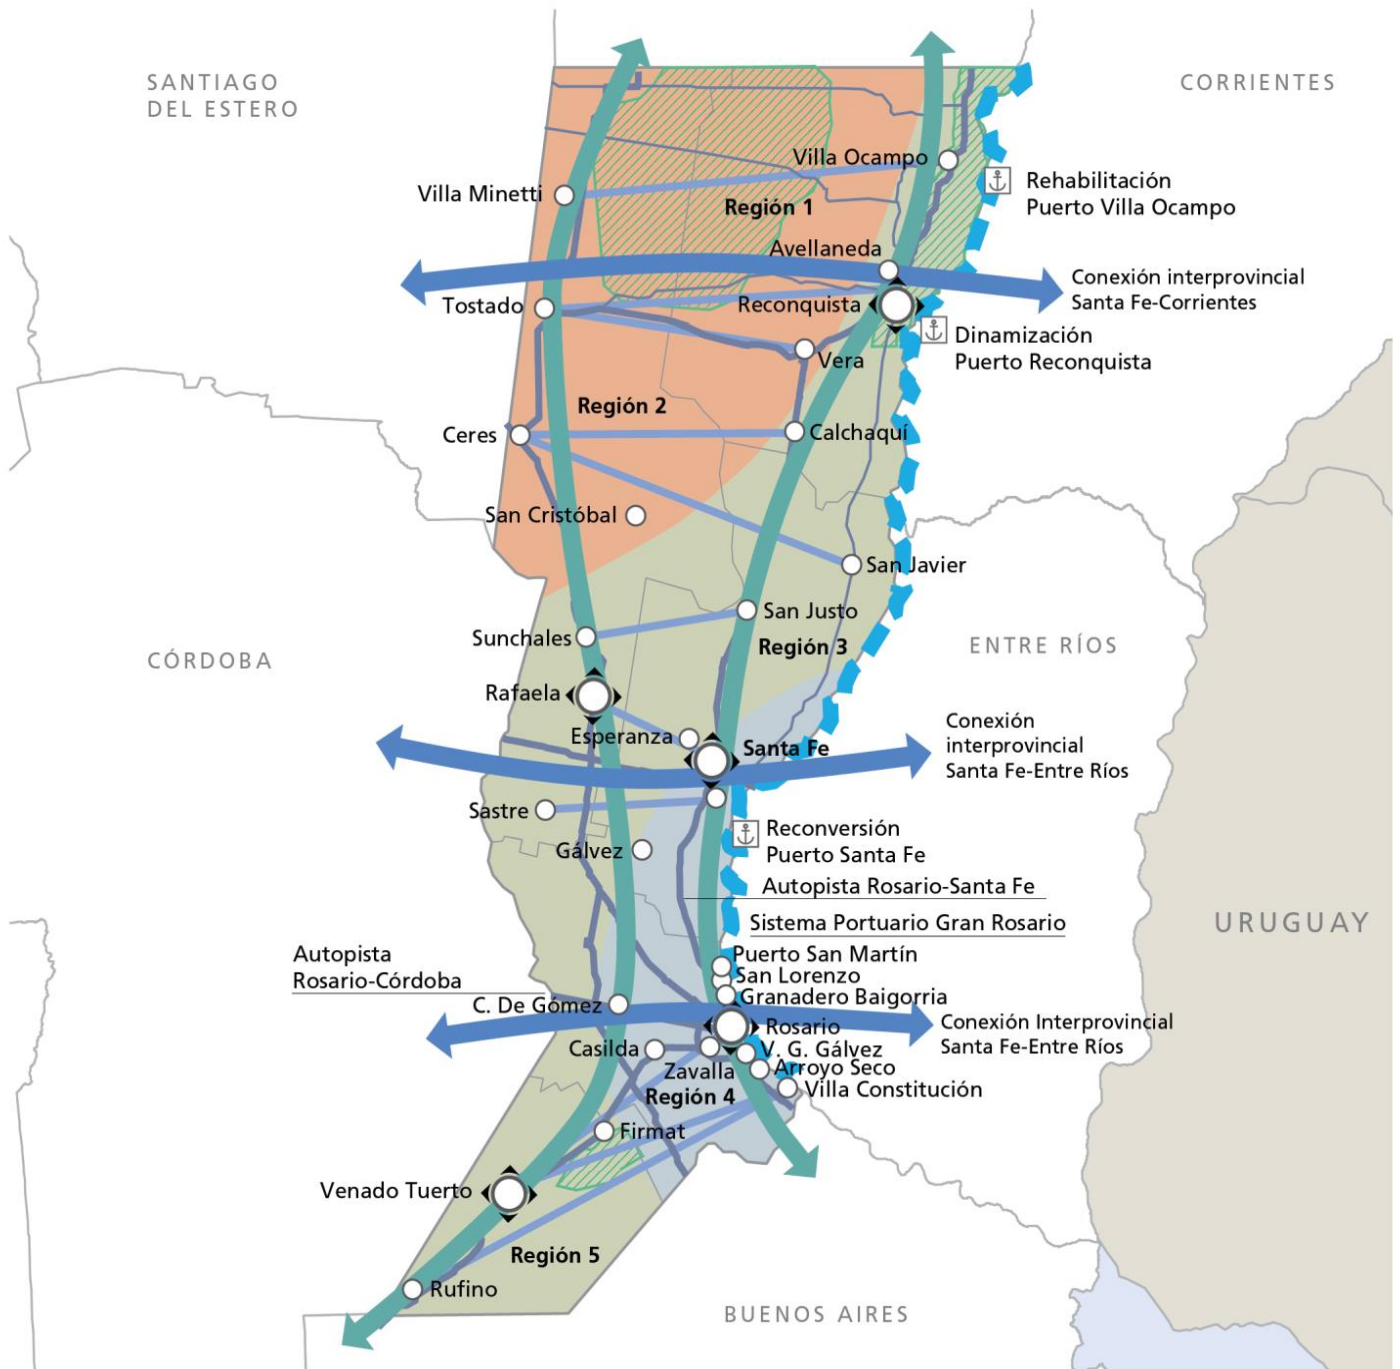 SANTIAGO
DEL ESTERO
CORRIENTES
Villa Ocampo
Rehabilitación
Puerto Villa Ocampo
Villa Minetti
Región 1
Avellaneda
Conexión interprovincial
Santa Fe-Corrientes
Tostado
Reconquista
Dinamización
Puerto Reconquista
Vera
Región 2
Ceres
Calchaquí
San Cristóbal
San Javier
San Justo
Sunchales
Región 3
ENTRE RÍOS
CÓRDOBA
Rafaela
Esperanza
Santa Fe
Conexión
interprovincial
Santa Fe-Entre Ríos
Sastre
Reconversión
Puerto Santa Fe
Gálvez
Autopista Rosario-Santa Fe
Sistema Portuario Gran Rosario
URUGUAY
Autopista
Rosario-Córdoba
Puerto San Martín
San Lorenzo
Granadero Baigorria
C. De Gómez
Rosario
Conexión Interprovincial
Santa Fe-Entre Ríos
Casilda
V. G. Gálvez
Zavalla
Arroyo Seco
Villa Constitución
Región 4
Firmat
Venado Tuerto
Región 5
Rufino
BUENOS AIRES